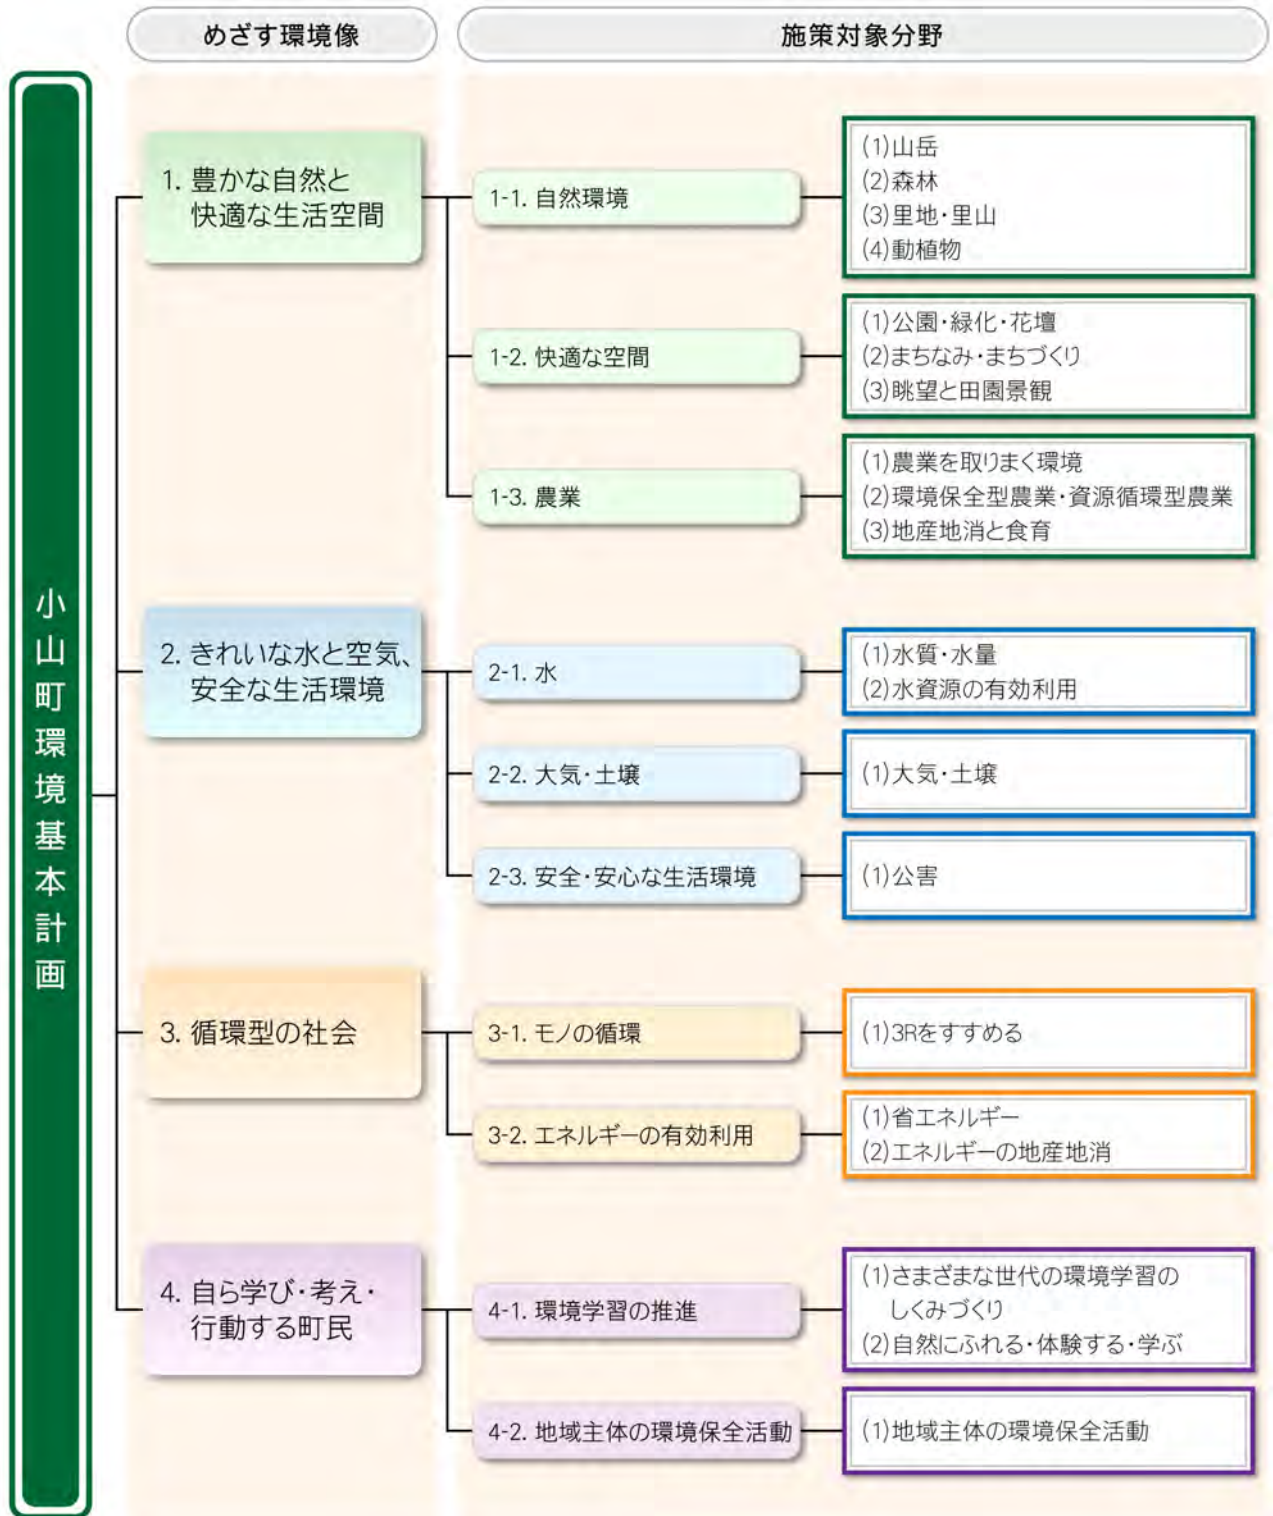 めざす環境像
施策対象分野
小山町環境基本計画
1. 豊かな自然と
快適な生活空間
1-1. 自然環境
(1)山岳
(2)森林
(3)里地・里山
(4)動植物
1-2. 快適な空間
(1)公園・緑化・花壇
(2)まちなみ・まちづくり
(3)眺望と田園景観
1-3. 農業
(1)農業を取りまく環境
(2)環境保全型農業・資源循環型農業
(3)地産地消と食育
2. きれいな水と空気、
安全な生活環境
2-1. 水
(1)水質・水量
(2)水資源の有効利用
2-2. 大気・土壌
(1)大気・土壌
2-3. 安全・安心な生活環境
(1)公害
3. 循環型の社会
3-1. モノの循環
(1)3Rをすすめる
3-2. エネルギーの有効利用
(1)省エネルギー
(2)エネルギーの地産地消
4. 自ら学び・考え・
行動する町民
4-1. 環境学習の推進
(1)さまざまな世代の環境学習の
しくみづくり
(2)自然にふれる・体験する・学ぶ
4-2. 地域主体の環境保全活動
(1)地域主体の環境保全活動